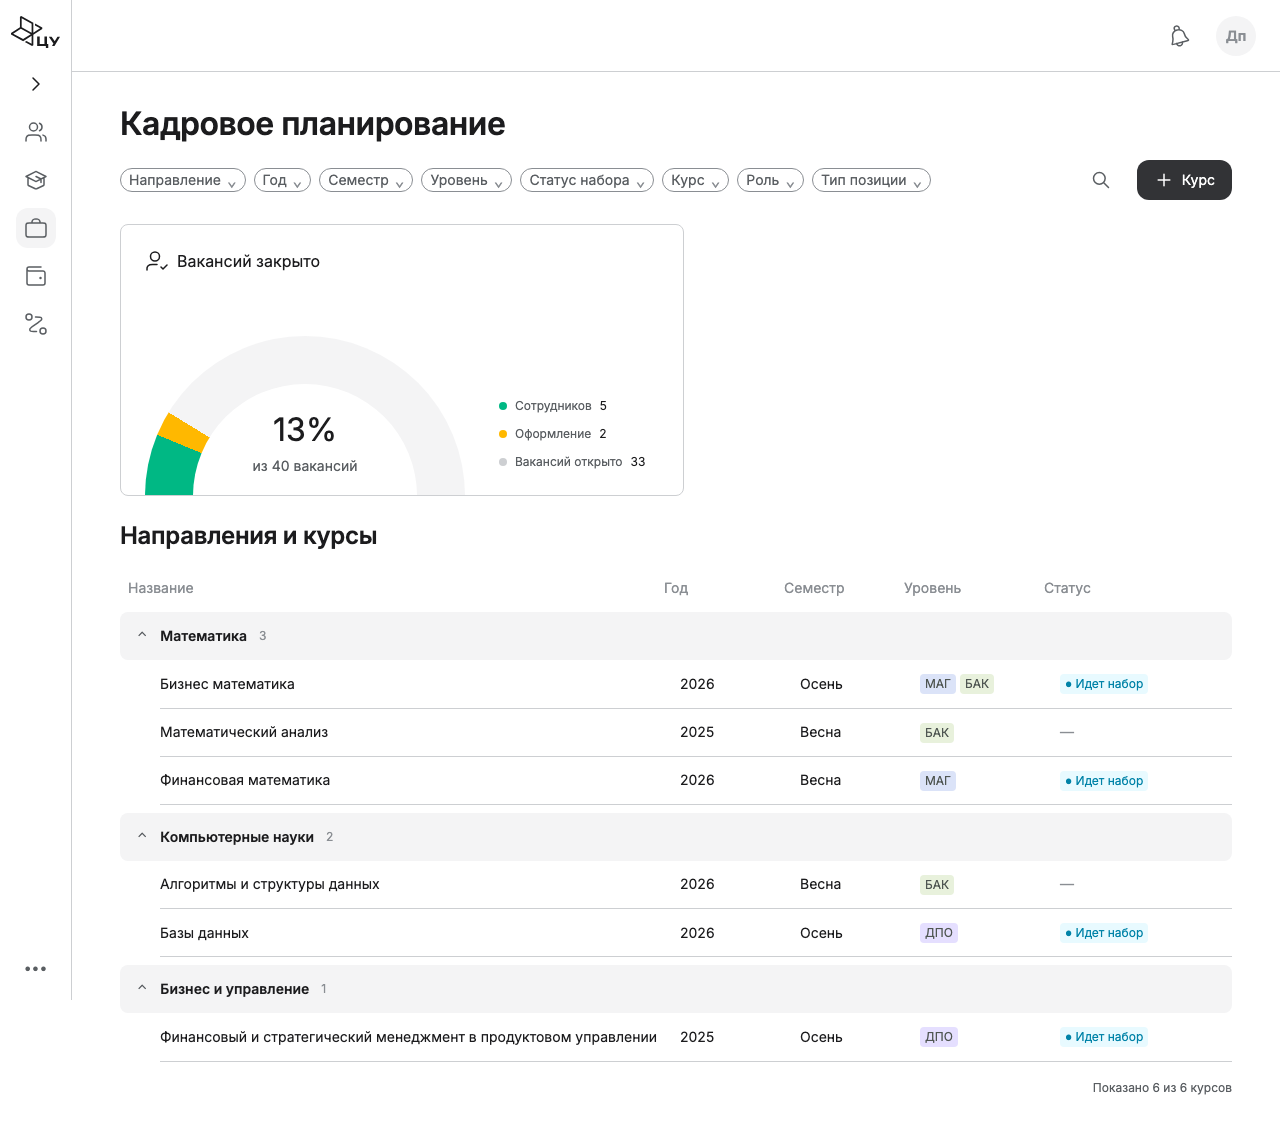 ЦУ
Дп
Кадровое планирование
Направление Год Семестр Уровень Статус набора Курс Роль Тип позиции + Курс
Вакансий закрыто
13%
из 40 вакансий
Сотрудников 5
Оформление 2
Вакансий открыто 33
Направления и курсы
Название Год Семестр Уровень Статус
Математика 3
Бизнес математика 2026 Осень МАГ БАК Идет набор
Математический анализ 2025 Весна БАК —
Финансовая математика 2026 Весна МАГ Идет набор
Компьютерные науки 2
Алгоритмы и структуры данных 2026 Весна БАК —
Базы данных 2026 Осень ДПО Идет набор
Бизнес и управление 1
Финансовый и стратегический менеджмент в продуктовом управлении 2025 Осень ДПО Идет набор
Показано 6 из 6 курсов